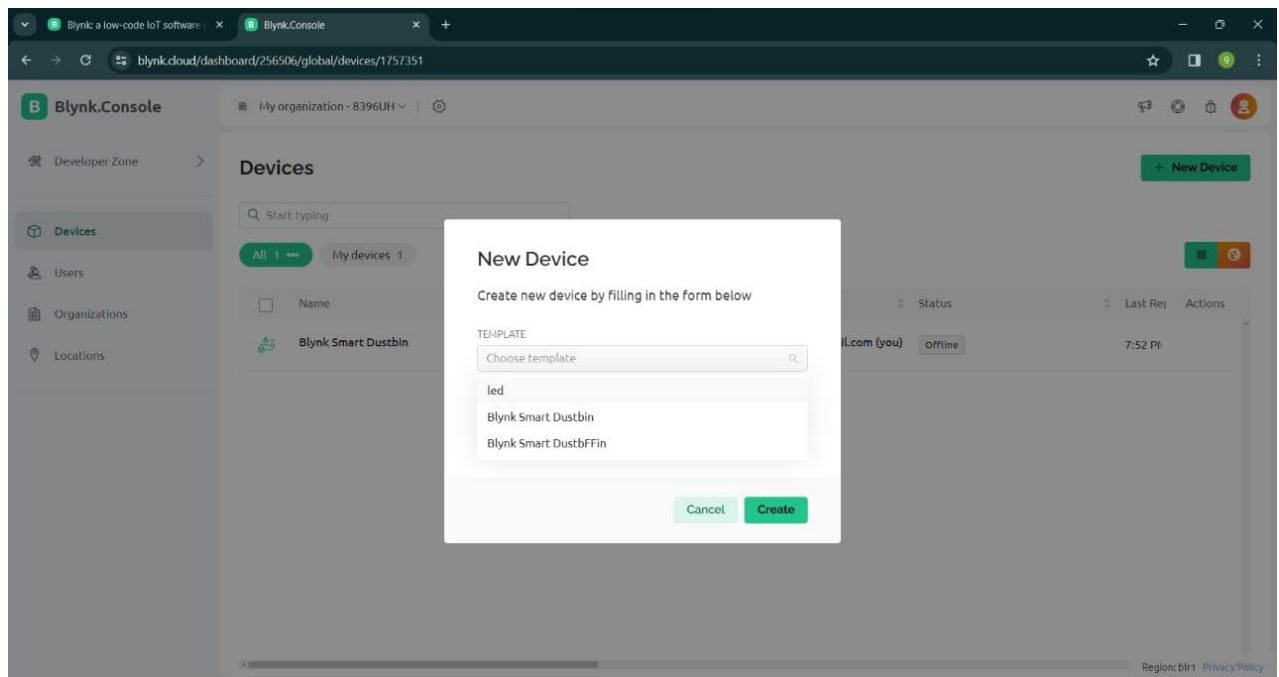 Blynk: a low-code IoT software
Blynk.Console
blynk.cloud/dashboard/256506/global/devices/1757351
B Blynk.Console
My organization - 8396UH
Developer Zone
Devices
+ New Device
Start typing
Devices
All 1
My devices 1
New Device
Users
Create new device by filling in the form below
Name
Status
Last Rep
Actions
Organizations
TEMPLATE
Blynk Smart Dustbin
il.com (you)
Offline
7:52 PM
Locations
Choose template
led
Blynk Smart Dustbin
Blynk Smart DustbFFin
Cancel
Create
Region: blr1 Privacy Policy